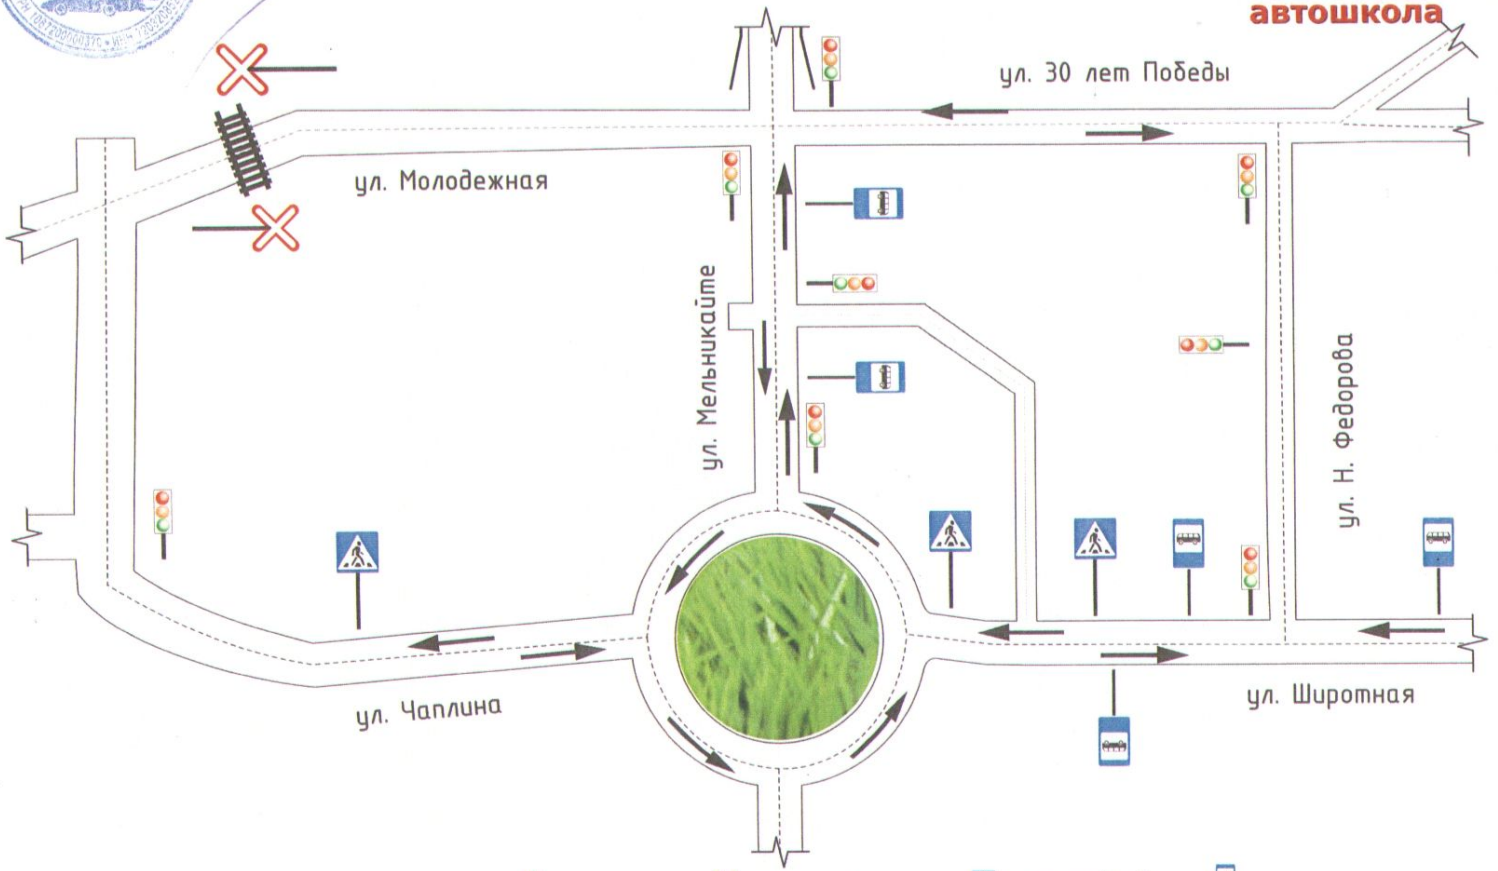 автошкола
ул. 30 лет Победы
ул. Молодежная
ул. Мельникайте
ул. Н. Федорова
ул. Чаплина
ул. Широтная